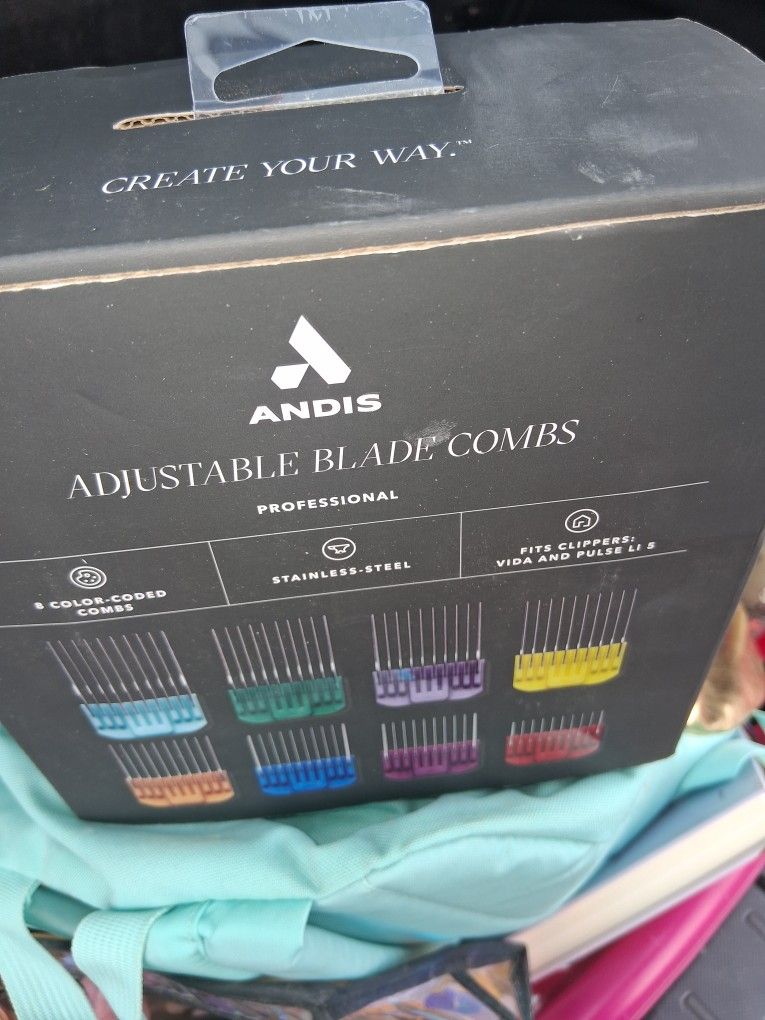 CREATE YOUR WAY.™
ANDIS
ADJUSTABLE BLADE COMBS
PROFESSIONAL
8 COLOR-CODED
COMBS
STAINLESS-STEEL
FITS CLIPPERS:
VIDA AND PULSE LI 5